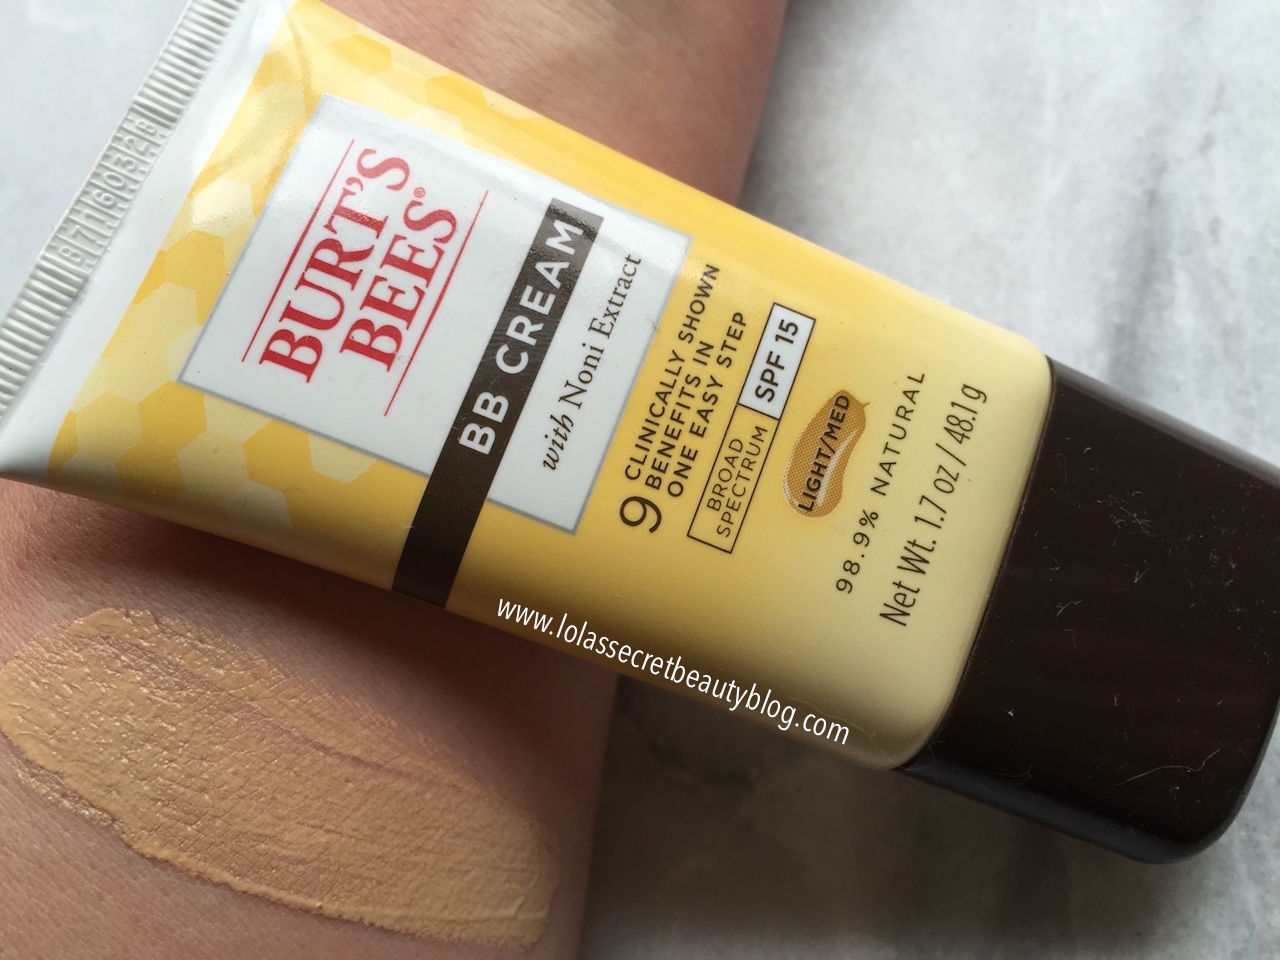 BURT'S
BEES®
BB CREAM
with Noni Extract
9 CLINICALLY SHOWN
BENEFITS IN
ONE EASY STEP
BROAD
SPECTRUM
SPF 15
LIGHT/MED
98.9% NATURAL
Net Wt. 1.7 oz / 48.1 g
www.lolassecretbeautyblog.com